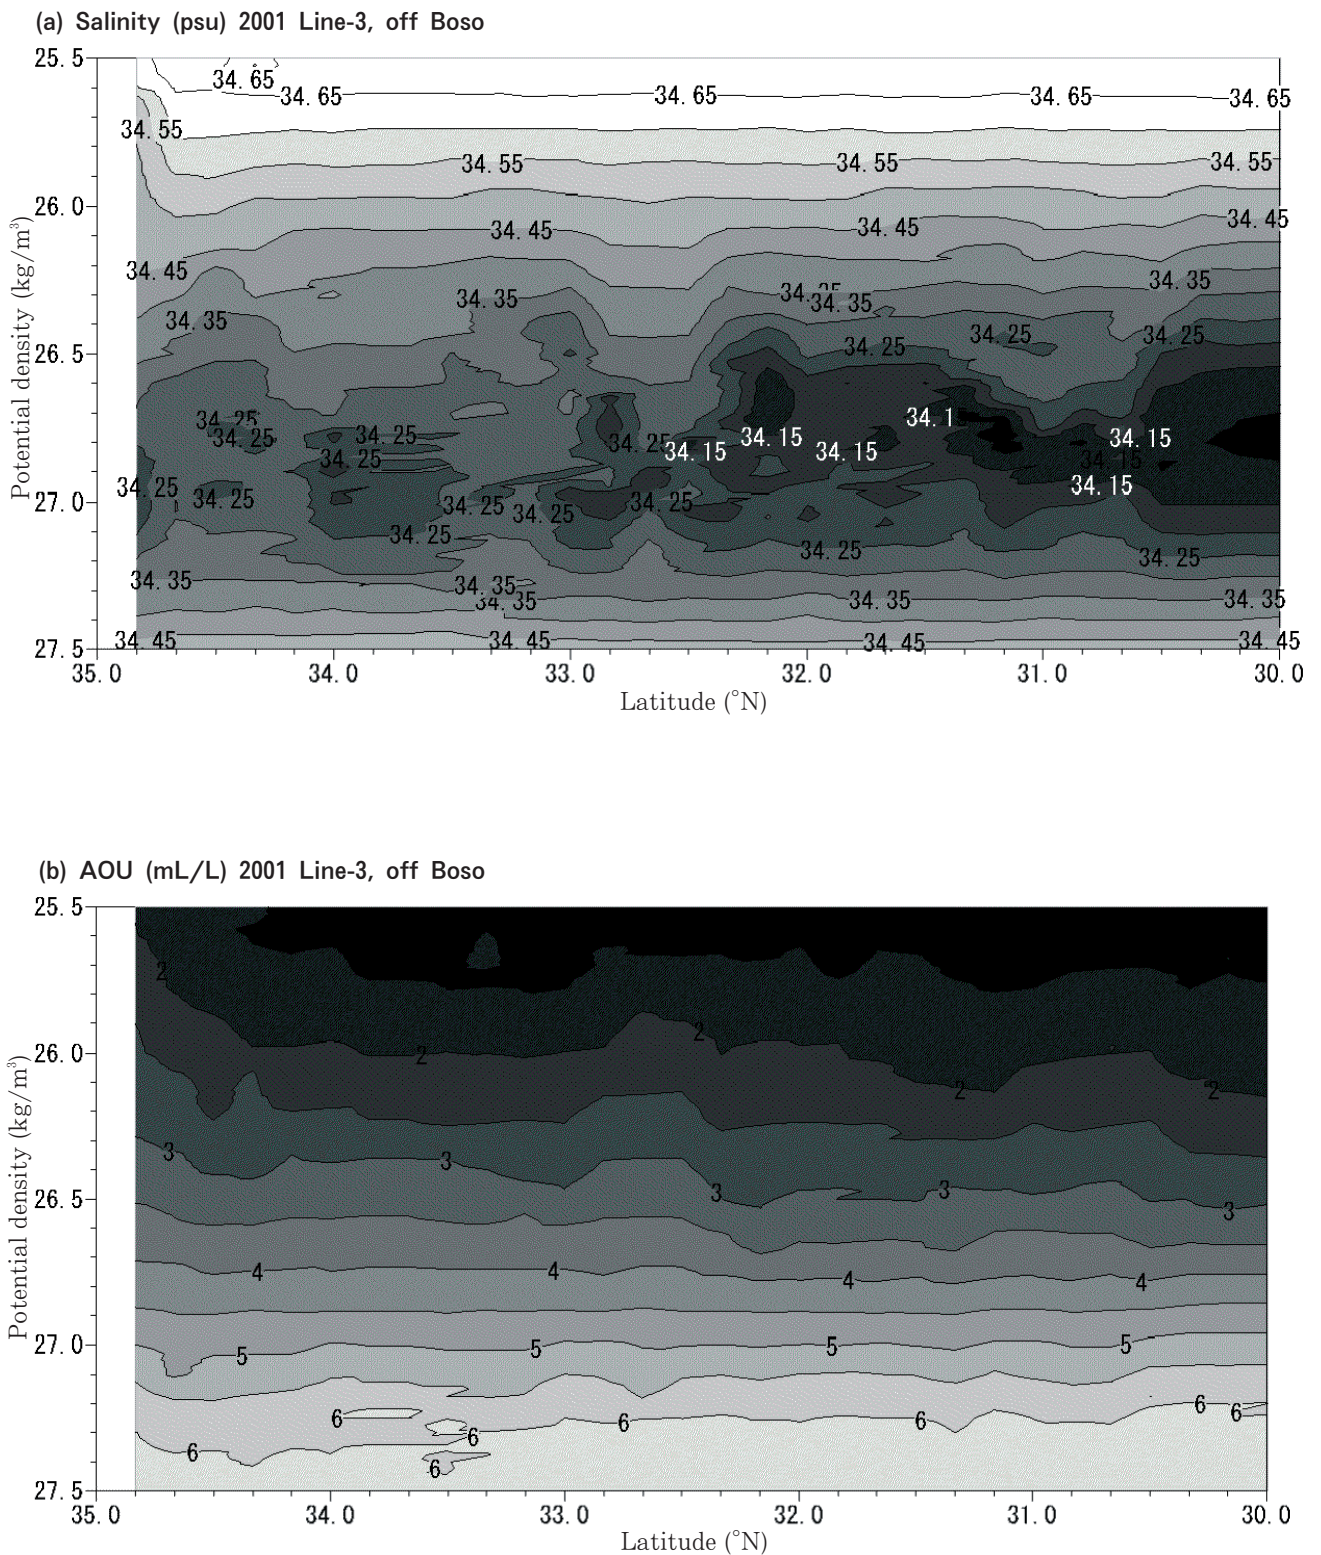 (a) Salinity (psu) 2001 Line-3, off Boso
25.5
34.65
34.65 34.65 34.65 34.65
34.55
34.55 34.55 34.55
26.0
34.45 34.45 34.45
34.45
34.35 34.35 34.35
34.35
34.25 34.25 34.25
26.5
34.25 34.1
34.25 34.25 34.25 34.15 34.15 34.15 34.15
34.25 34.15
34.25 34.25 34.25 34.25 34.25 34.15
27.0
34.25 34.25 34.25
34.35 34.35
34.35 34.35 34.35
34.45 34.45 34.45 34.45
27.5
35.0 34.0 33.0 32.0 31.0 30.0
Potential density (kg/m³)
Latitude (°N)
(b) AOU (mL/L) 2001 Line-3, off Boso
25.5
2
2 2
26.0
2 2
3 3
3 3 3
26.5
4 4 4 4
27.0
5 5 5 5
6 6 6 6 6
6
6
6
27.5
35.0 34.0 33.0 32.0 31.0 30.0
Potential density (kg/m³)
Latitude (°N)